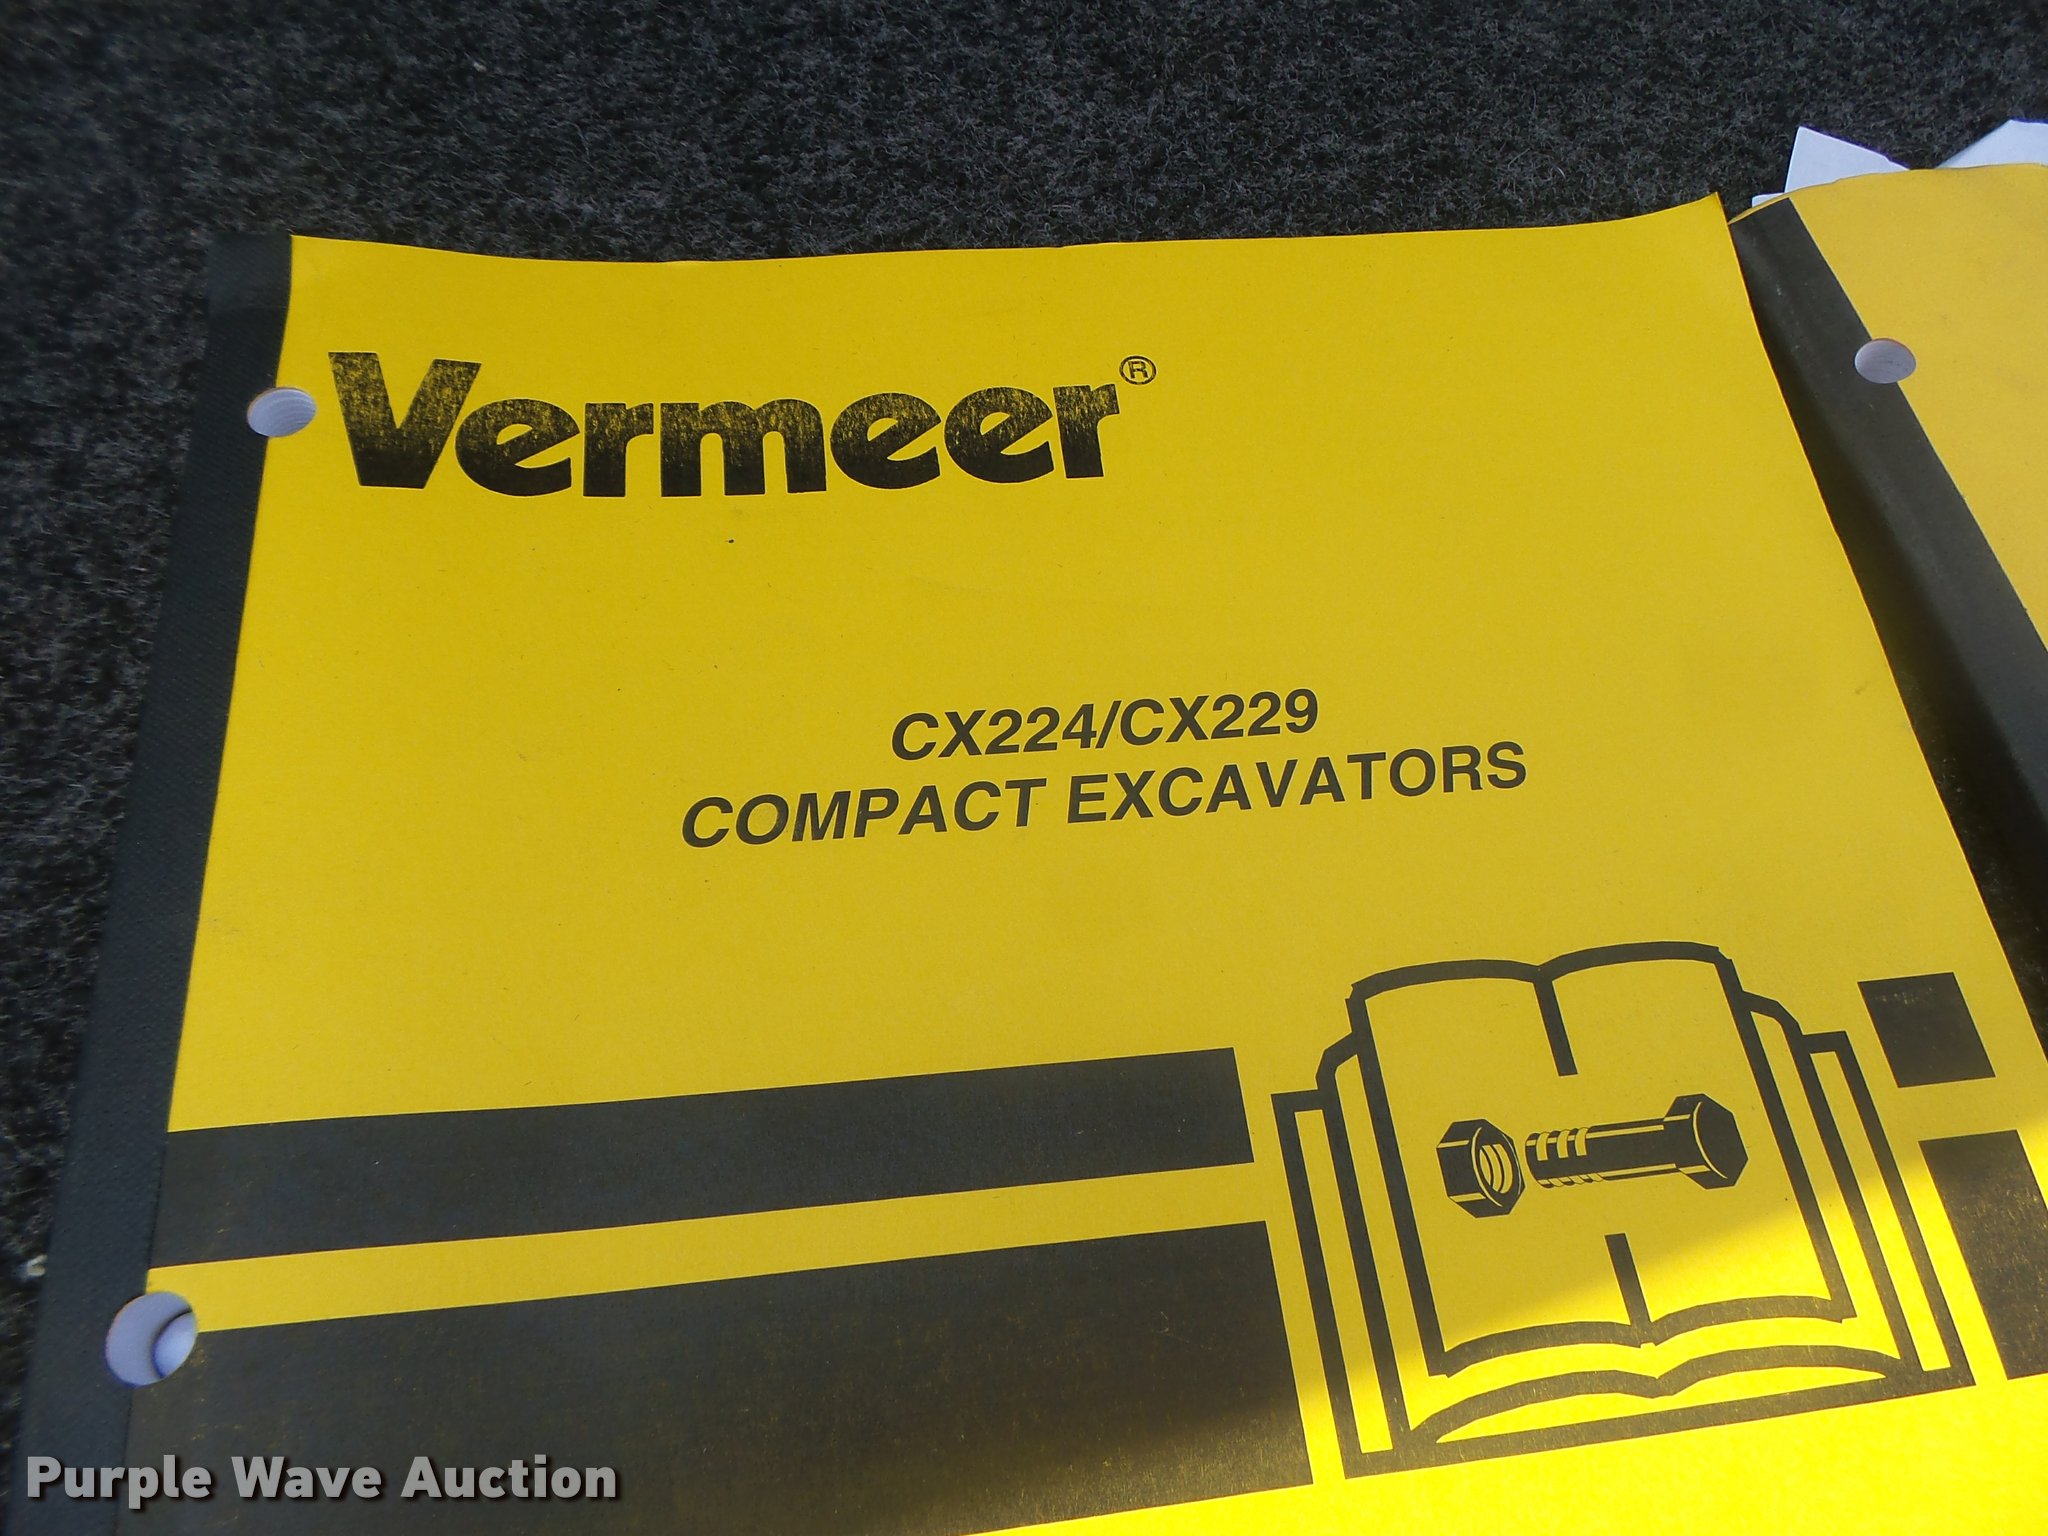 Vermeer®
CX224/CX229
COMPACT EXCAVATORS
Purple Wave Auction